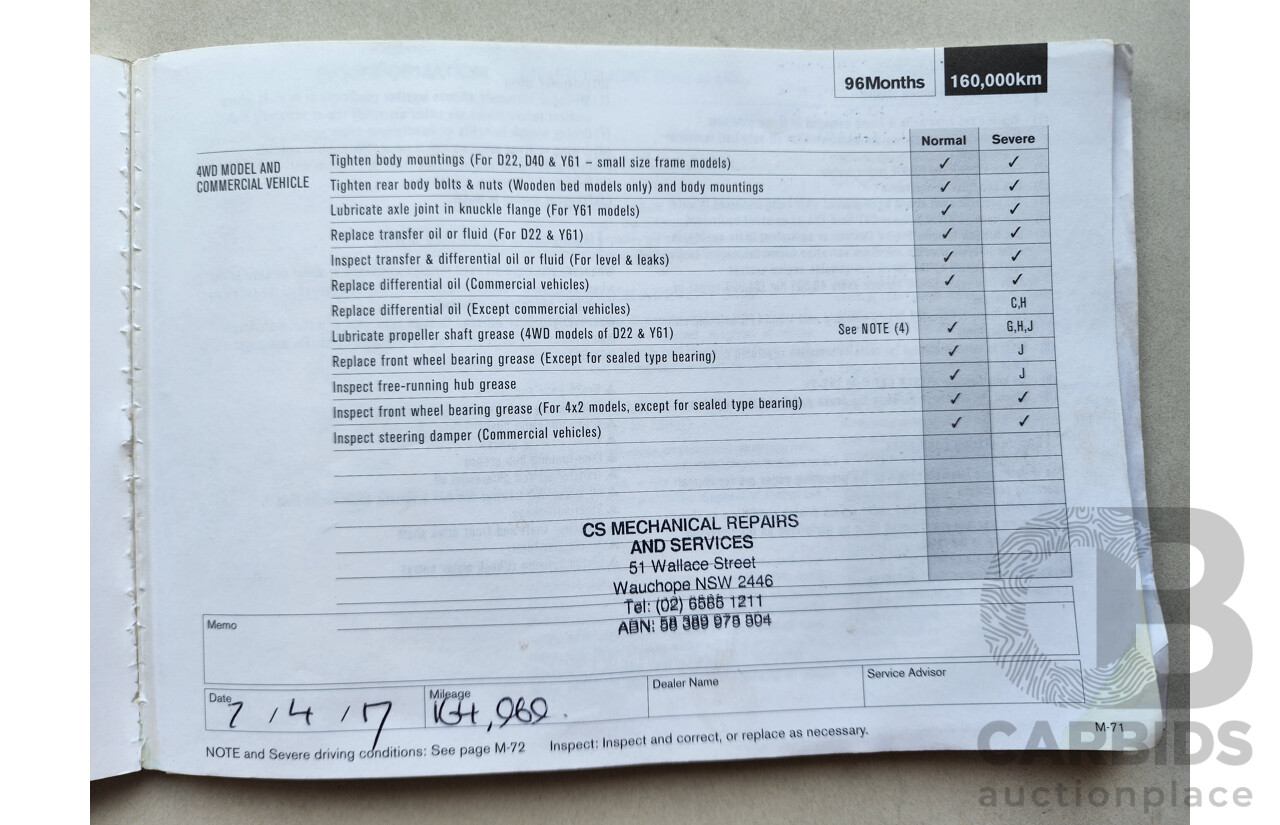 96Months 160,000km
Normal Severe
4WD MODEL AND
COMMERCIAL VEHICLE
Tighten body mountings (For D22, D40 & Y61 – small size frame models) ✓ ✓
Tighten rear body bolts & nuts (Wooden bed models only) and body mountings ✓ ✓
Lubricate axle joint in knuckle flange (For Y61 models) ✓ ✓
Replace transfer oil or fluid (For D22 & Y61) ✓ ✓
Inspect transfer & differential oil or fluid (For level & leaks) ✓ ✓
Replace differential oil (Commercial vehicles) ✓ ✓
Replace differential oil (Except commercial vehicles) C,H
Lubricate propeller shaft grease (4WD models of D22 & Y61) See NOTE (4) ✓ G,H,J
Replace front wheel bearing grease (Except for sealed type bearing) ✓ J
Inspect free-running hub grease ✓ J
Inspect front wheel bearing grease (For 4x2 models, except for sealed type bearing) ✓ ✓
Inspect steering damper (Commercial vehicles) ✓ ✓
CS MECHANICAL REPAIRS
AND SERVICES
51 Wallace Street
Wauchope NSW 2446
Tel: (02) 6585 1211
ABN:
Memo
Date 7 / 4 / 17 Mileage Dealer Name Service Advisor
NOTE and Severe driving conditions: See page M-72 Inspect: Inspect and correct, or replace as necessary.
M-71
CB
CARBIDS
auctionplace